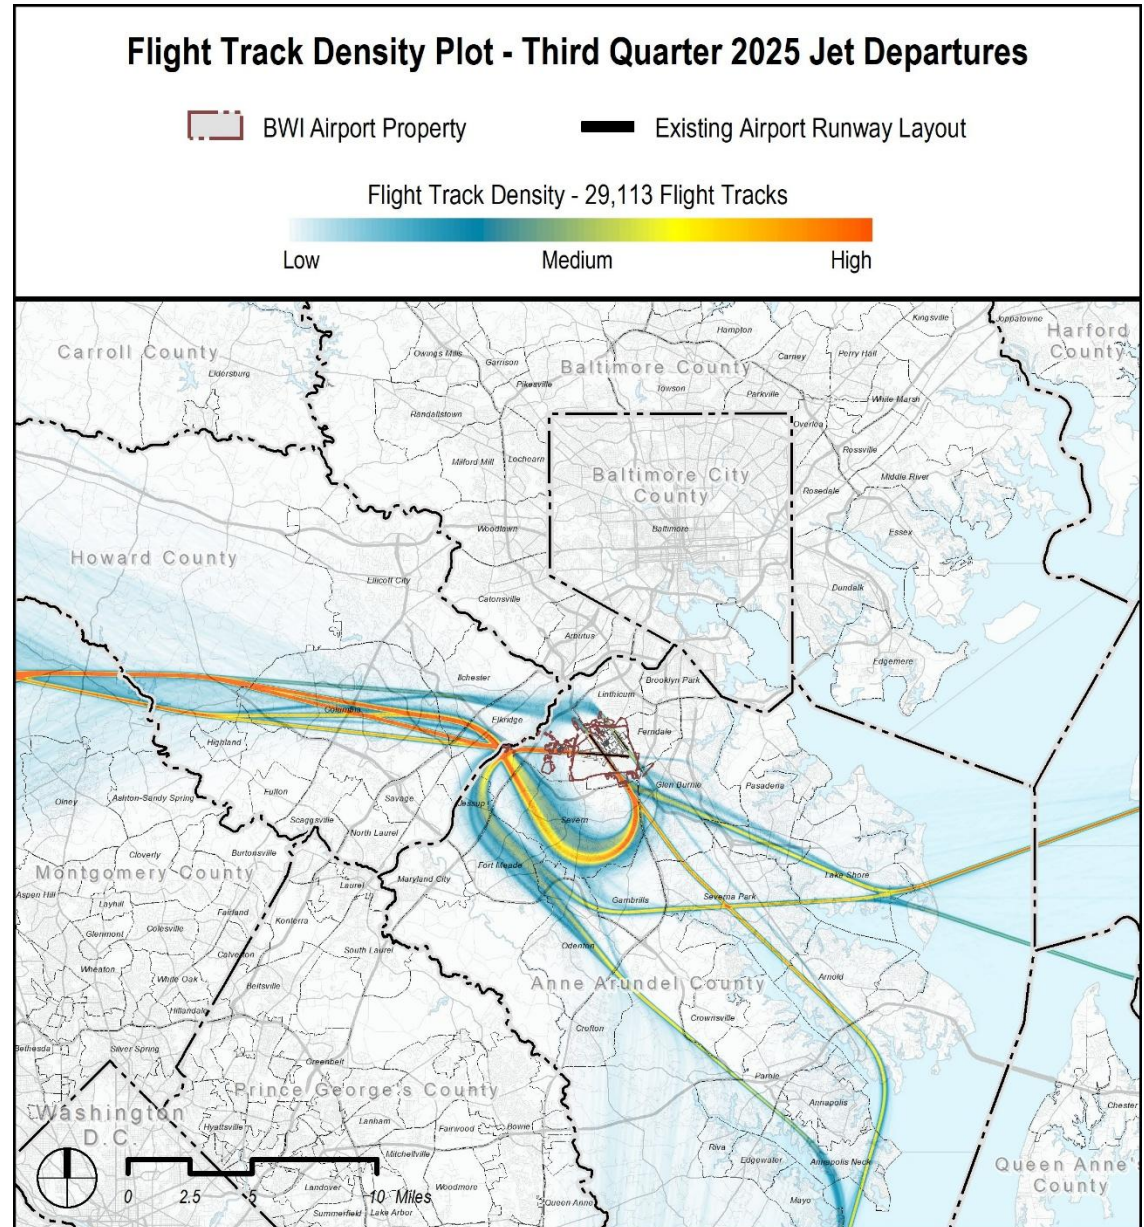 Flight Track Density Plot - Third Quarter 2025 Jet Departures
BWI Airport Property
Existing Airport Runway Layout
Flight Track Density - 29,113 Flight Tracks
Low
Medium
High
Kingsville
Joppatowne
Harford
County
Hampton
Carroll County
Owings Mills
Garrison
Carney
Perry Hall
Baltimore County
Eldersburg
Pikesville
Towson
Parkville
White Marsh
Randallstown
Overlea
Rossville
Milford Mill
Lochearn
Baltimore City
County
Middle River
Rosedale
Woodlawn
Baltimore
Essex
Howard County
Ellicott City
Catonsville
Dundalk
Arbutus
Edgemere
Ilchester
Linthicum
Brooklyn Park
Columbia
Elkridge
Ferndale
Highland
Glen Burnie
Pasadena
Olney
Ashton-Sandy Spring
Fulton
Savage
Jessup
Scaggsville
North Laurel
Severn
Cloverly
Burtonsville
Fort Meade
Montgomery County
Laurel
Maryland City
Lake Shore
Aspen Hill
Layhill
Fairland
Konterra
Gambrills
Severna Park
Glenmont
Colesville
Calverton
South Laurel
Odenton
Wheaton
White Oak
Beltsville
Anne Arundel County
Arnold
Hillandale
Crofton
Crownsville
Bethesda
Silver Spring
Greenbelt
Parole
Prince George's County
Annapolis
Washington
D.C.
Chester
Hyattsville
Lanham
Fairwood
Bowie
Mitchellville
Riva
Edgewater
Annapolis Neck
Queen Anne'
County
Landover
Woodmore
Queen Anne
Mayo
Summerfield
Lake Arbor
0
2.5
5
10 Miles